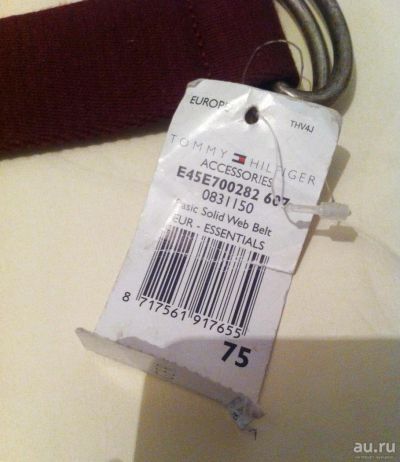 EUROPE
THV4J
TOMMY HILFIGER
ACCESSORIES
E45E700282 607
0831150
Basic Solid Web Belt
EUR - ESSENTIALS
8 717561 917655
75
au.ru